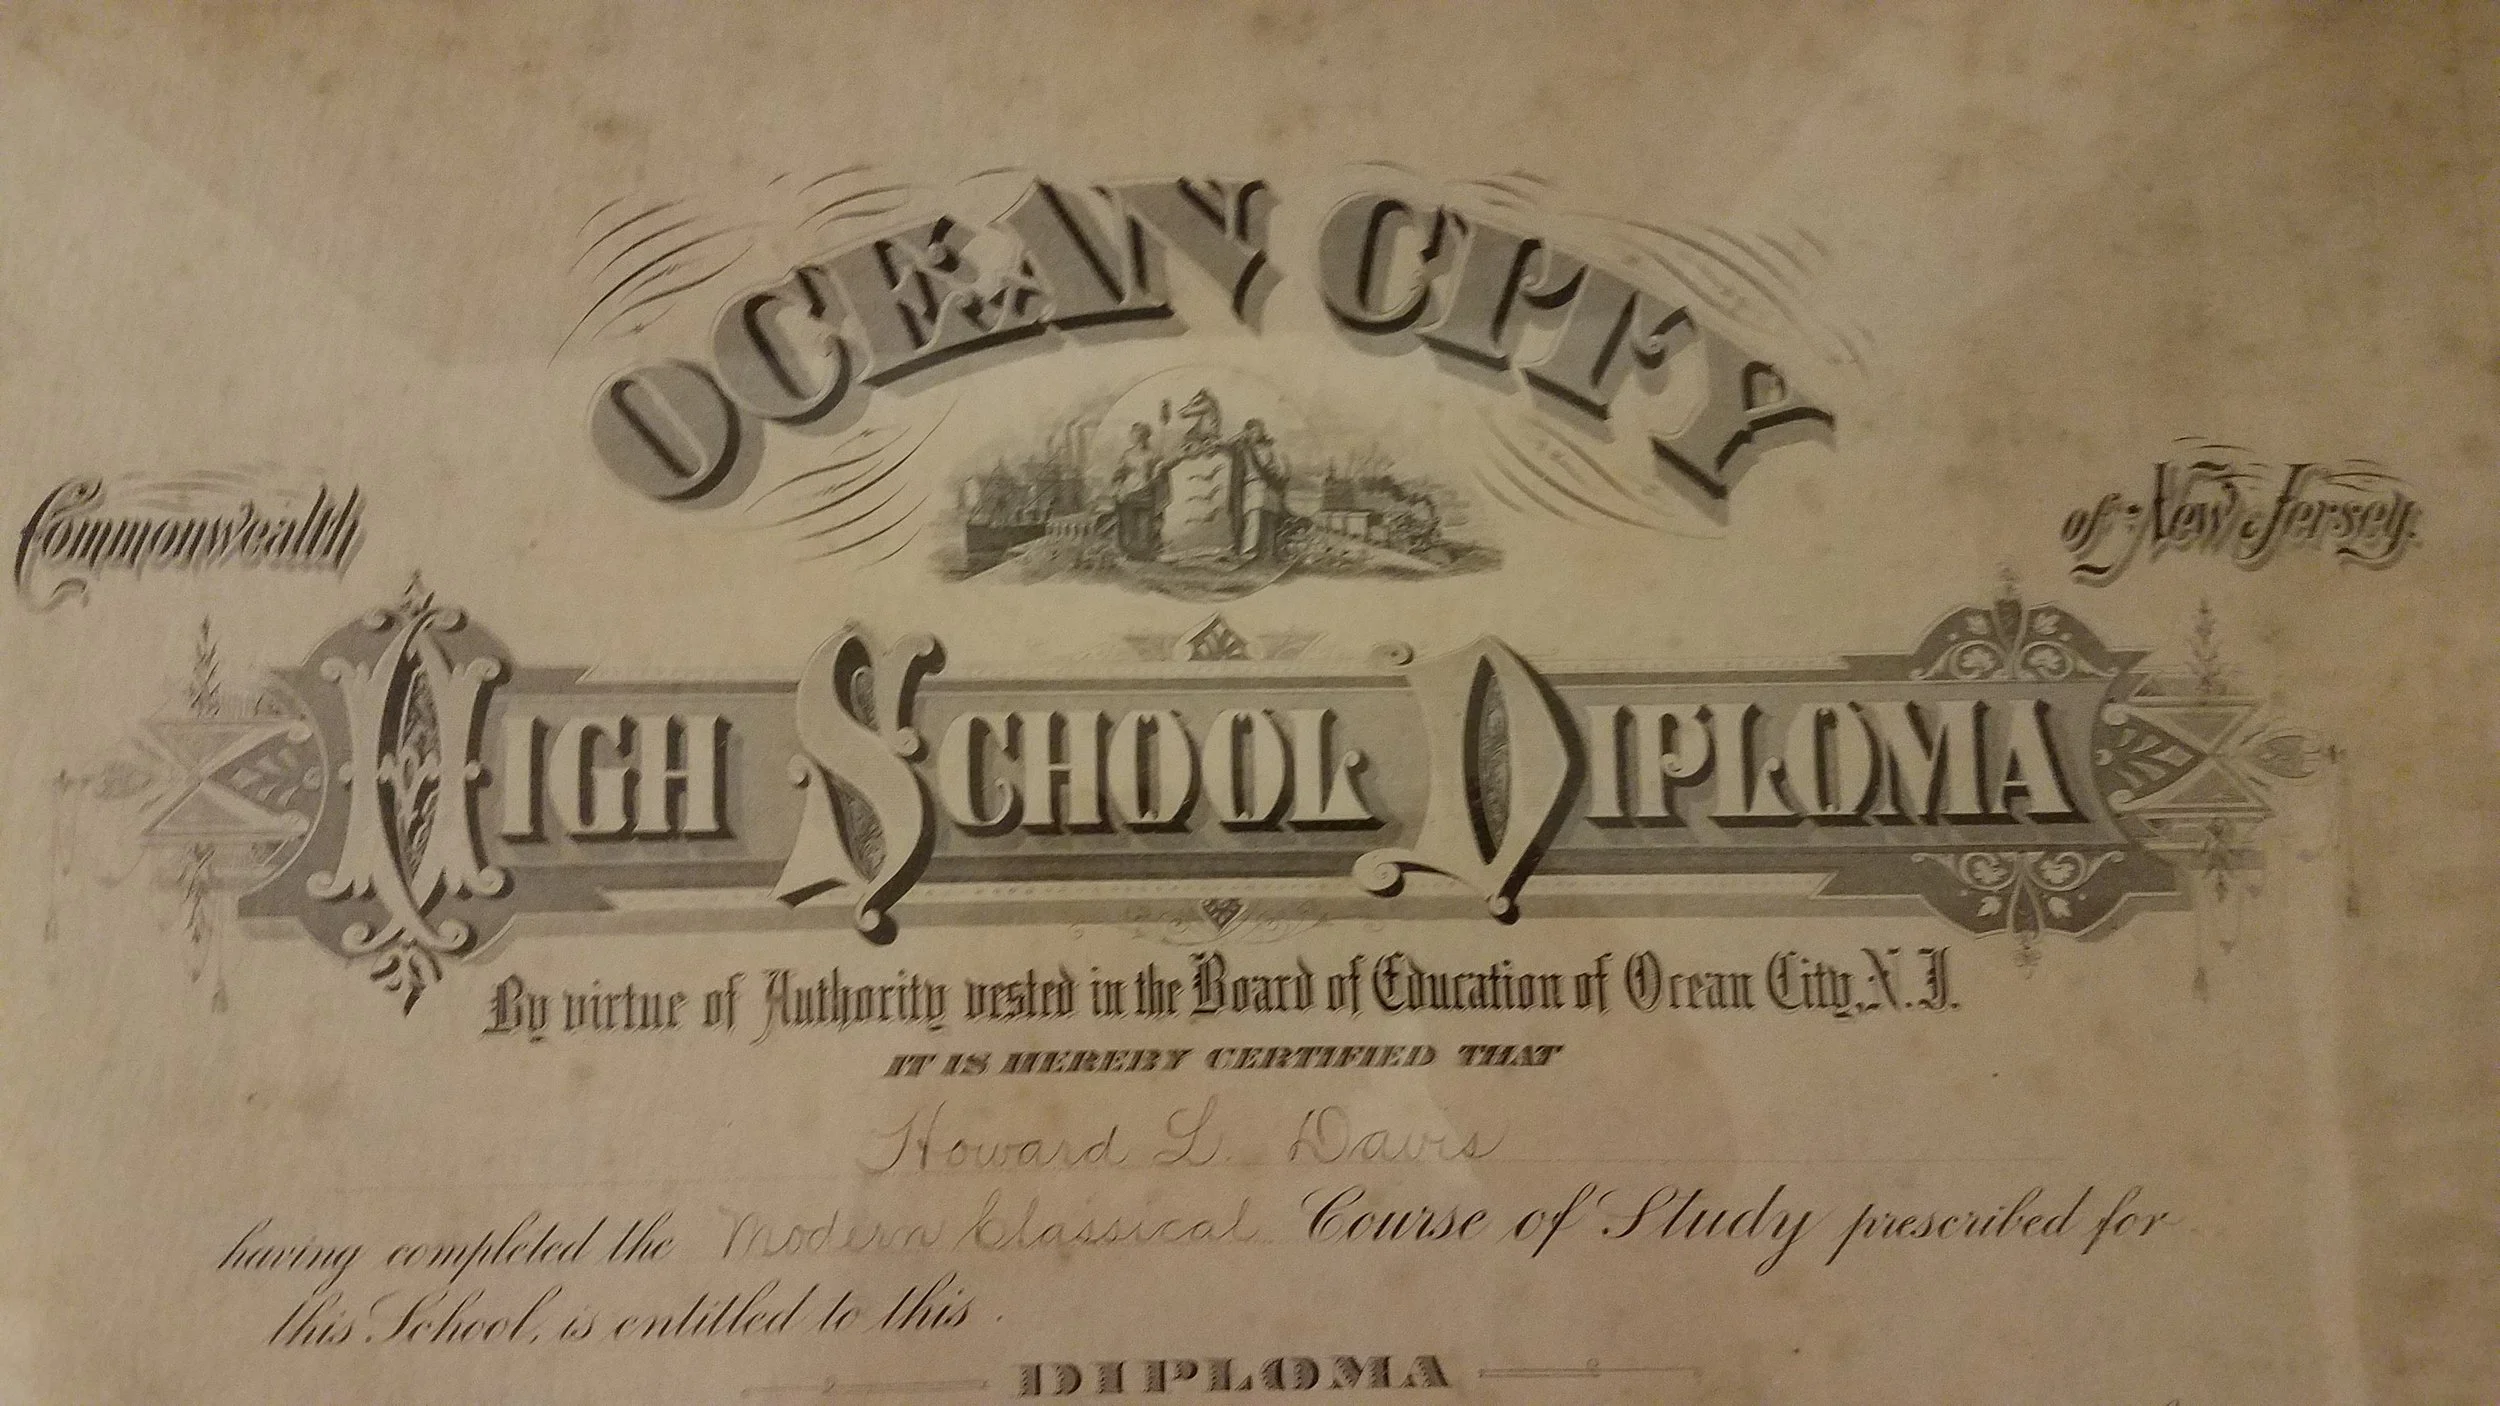 OCEAN CITY
Commonwealth of New Jersey.
HIGH SCHOOL DIPLOMA
By virtue of Authority vested in the Board of Education of Ocean City, N.J.
IT IS HEREBY CERTIFIED THAT
Howard L. Davis
having completed the Modern Classical Course of Study prescribed for
this School, is entitled to this
DIPLOMA